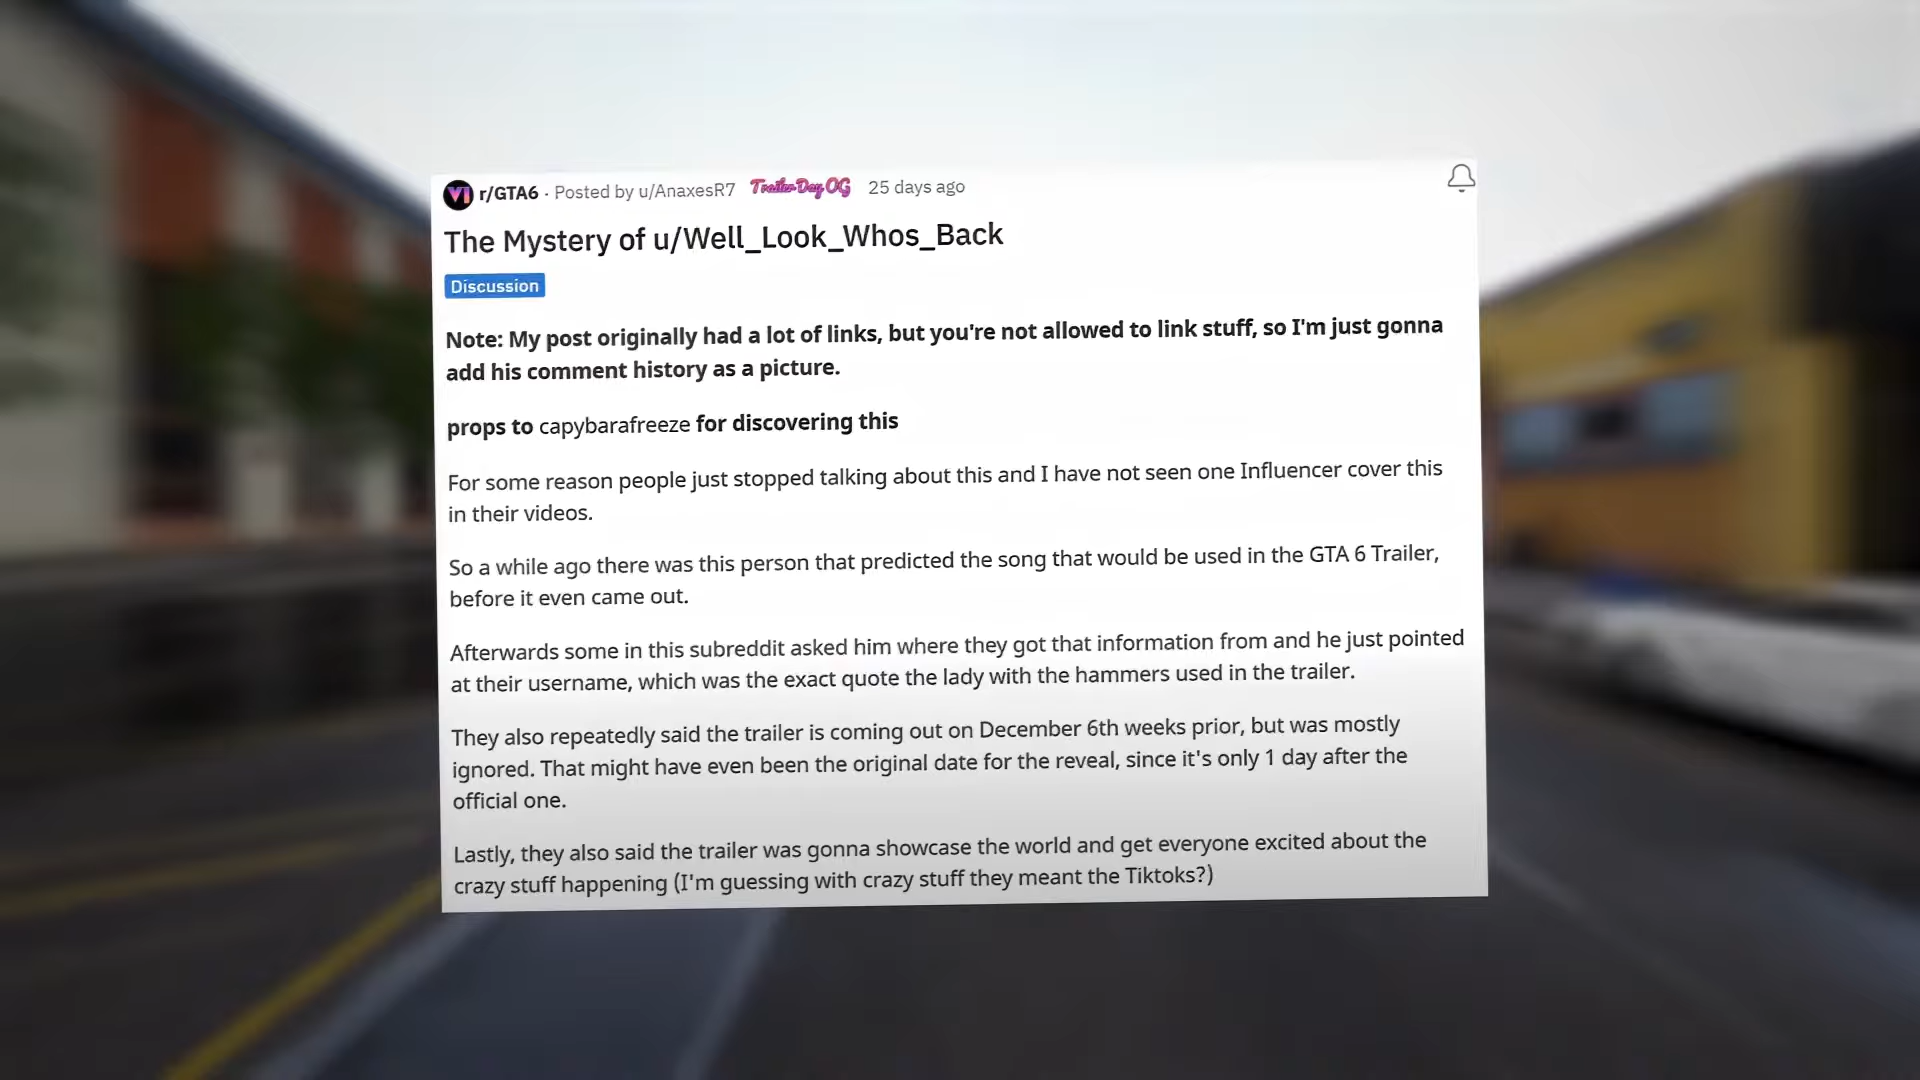 VI r/GTA6 · Posted by u/AnaxesR7 Trailer Day OG 25 days ago
The Mystery of u/Well_Look_Whos_Back
Discussion
Note: My post originally had a lot of links, but you're not allowed to link stuff, so I'm just gonna
add his comment history as a picture.
props to capybarafreeze for discovering this
For some reason people just stopped talking about this and I have not seen one Influencer cover this
in their videos.
So a while ago there was this person that predicted the song that would be used in the GTA 6 Trailer,
before it even came out.
Afterwards some in this subreddit asked him where they got that information from and he just pointed
at their username, which was the exact quote the lady with the hammers used in the trailer.
They also repeatedly said the trailer is coming out on December 6th weeks prior, but was mostly
ignored. That might have even been the original date for the reveal, since it's only 1 day after the
official one.
Lastly, they also said the trailer was gonna showcase the world and get everyone excited about the
crazy stuff happening (I'm guessing with crazy stuff they meant the Tiktoks?)